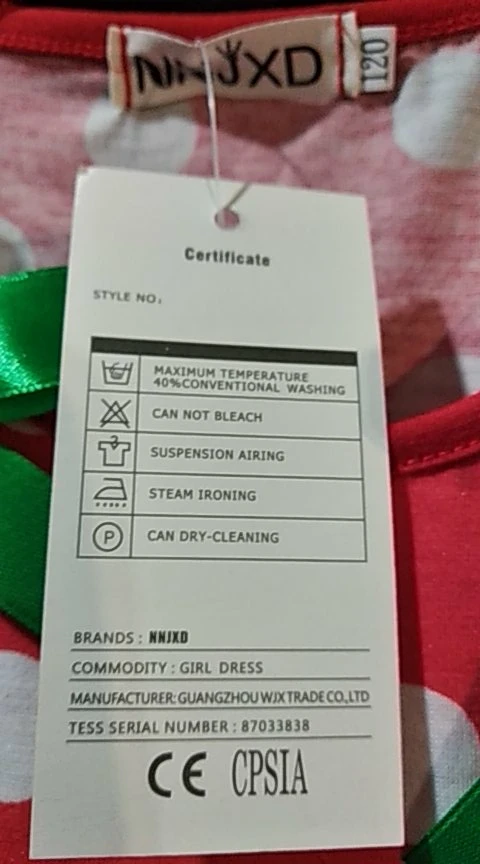 NNJXD
120
Certificate
STYLE NO:
MAXIMUM TEMPERATURE
40%CONVENTIONAL WASHING
CAN NOT BLEACH
3
SUSPENSION AIRING
STEAM IRONING
P
CAN DRY-CLEANING
BRANDS : NNJXD
COMMODITY : GIRL DRESS
MANUFACTURER:GUANGZHOU WJX TRADE CO.,LTD
TESS SERIAL NUMBER : 87033838
CE CPSIA